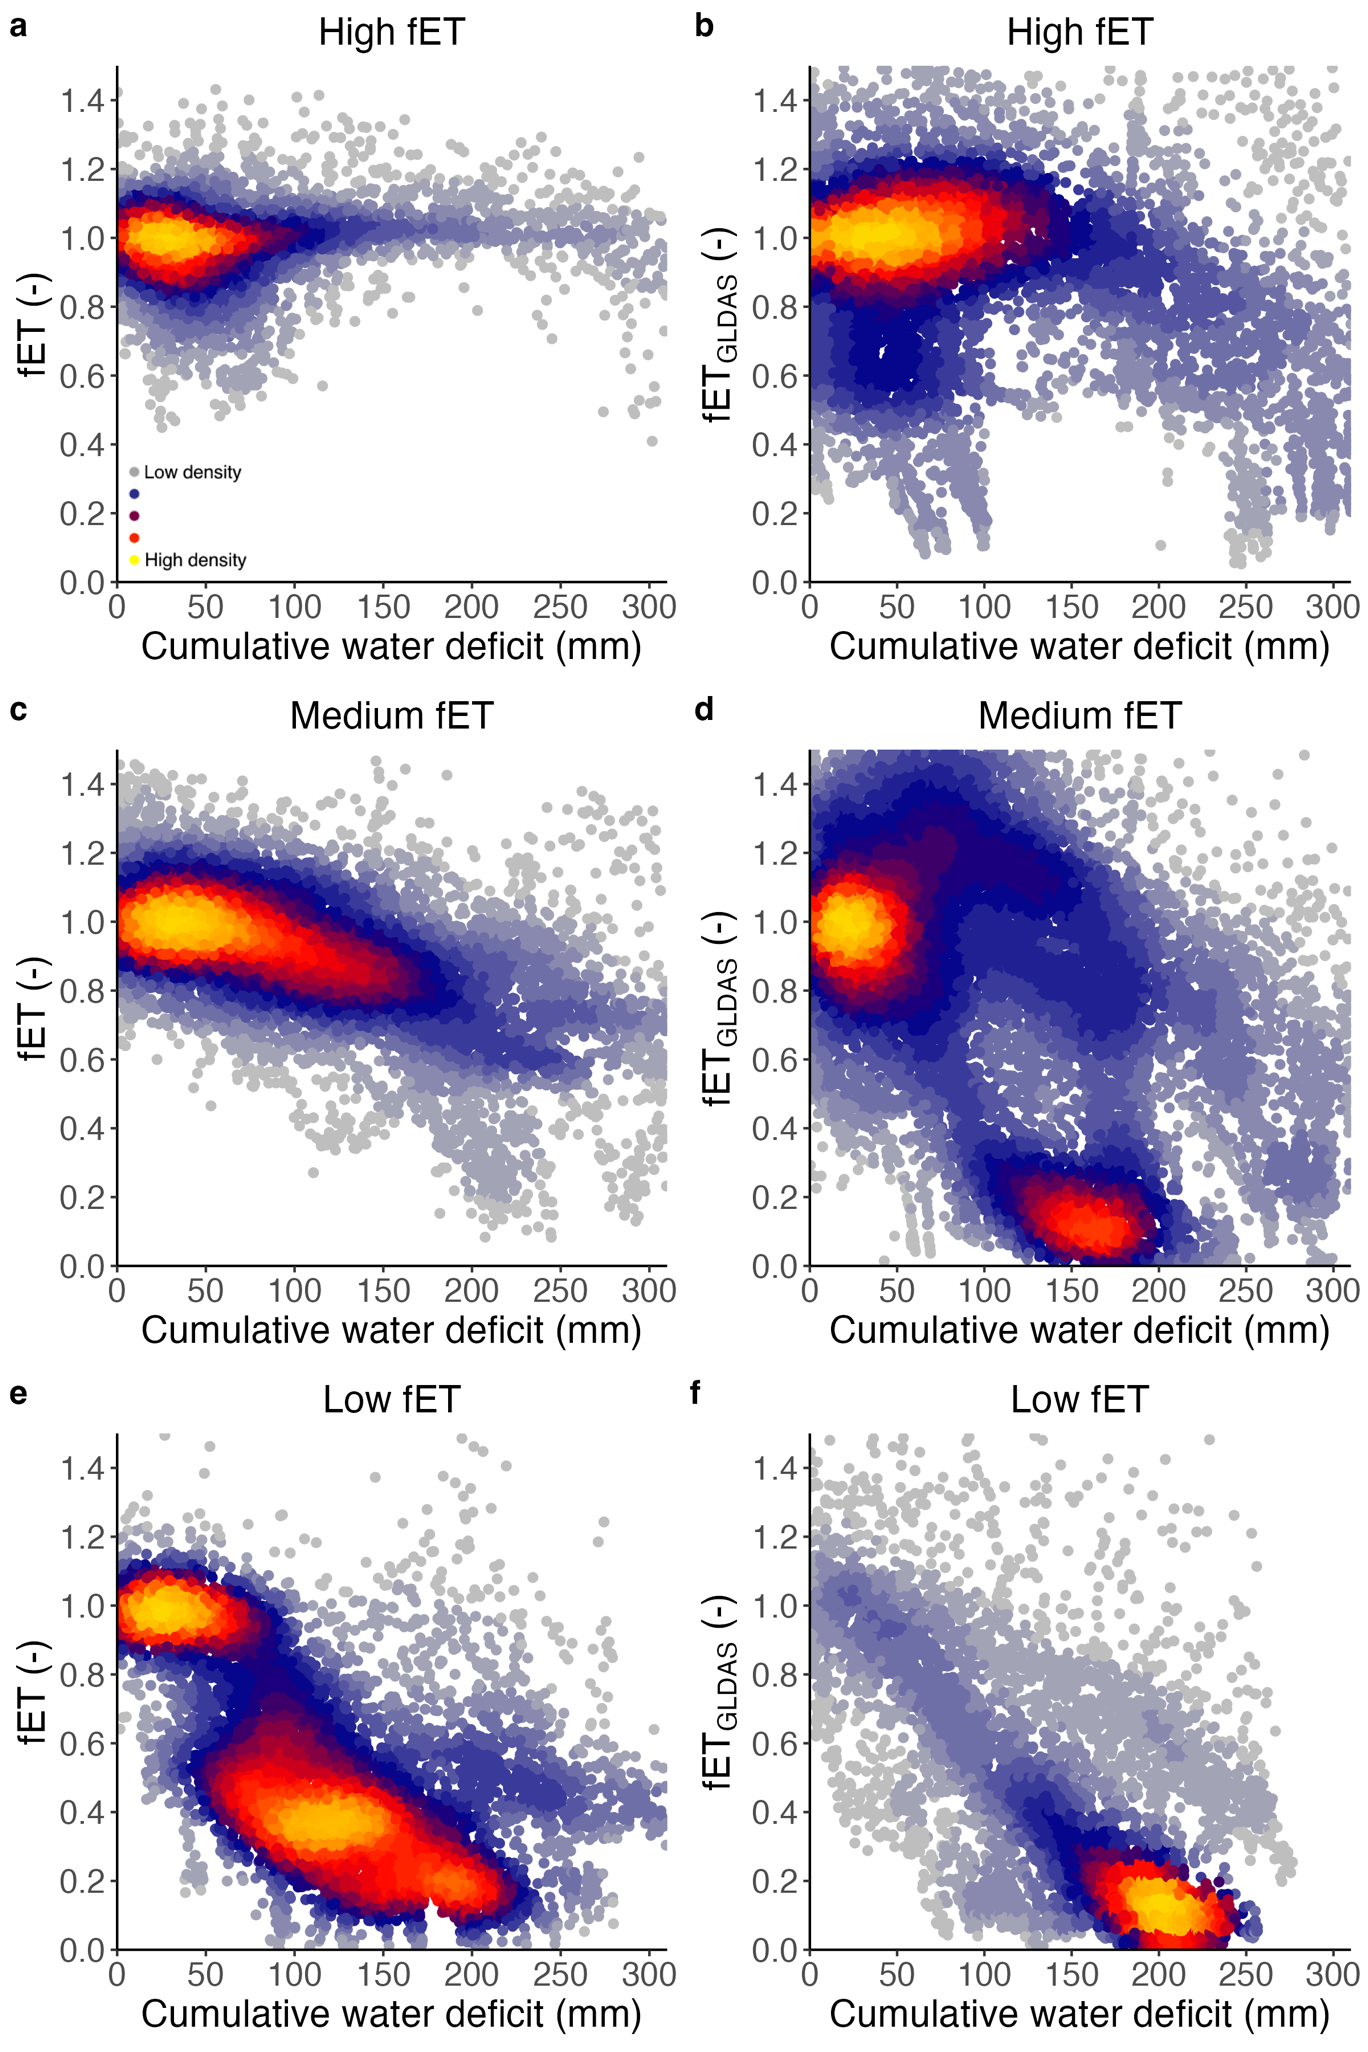 a
High fET
fET (-)
1.4
1.2
1.0
0.8
0.6
0.4
0.2
0.0
Low density
High density
0 50 100 150 200 250 300
Cumulative water deficit (mm)
b
High fET
fETGLDAS (-)
1.4
1.2
1.0
0.8
0.6
0.4
0.2
0.0
0 50 100 150 200 250 300
Cumulative water deficit (mm)
c
Medium fET
fET (-)
1.4
1.2
1.0
0.8
0.6
0.4
0.2
0.0
0 50 100 150 200 250 300
Cumulative water deficit (mm)
d
Medium fET
fETGLDAS (-)
1.4
1.2
1.0
0.8
0.6
0.4
0.2
0.0
0 50 100 150 200 250 300
Cumulative water deficit (mm)
e
Low fET
fET (-)
1.4
1.2
1.0
0.8
0.6
0.4
0.2
0.0
0 50 100 150 200 250 300
Cumulative water deficit (mm)
f
Low fET
fETGLDAS (-)
1.4
1.2
1.0
0.8
0.6
0.4
0.2
0.0
0 50 100 150 200 250 300
Cumulative water deficit (mm)